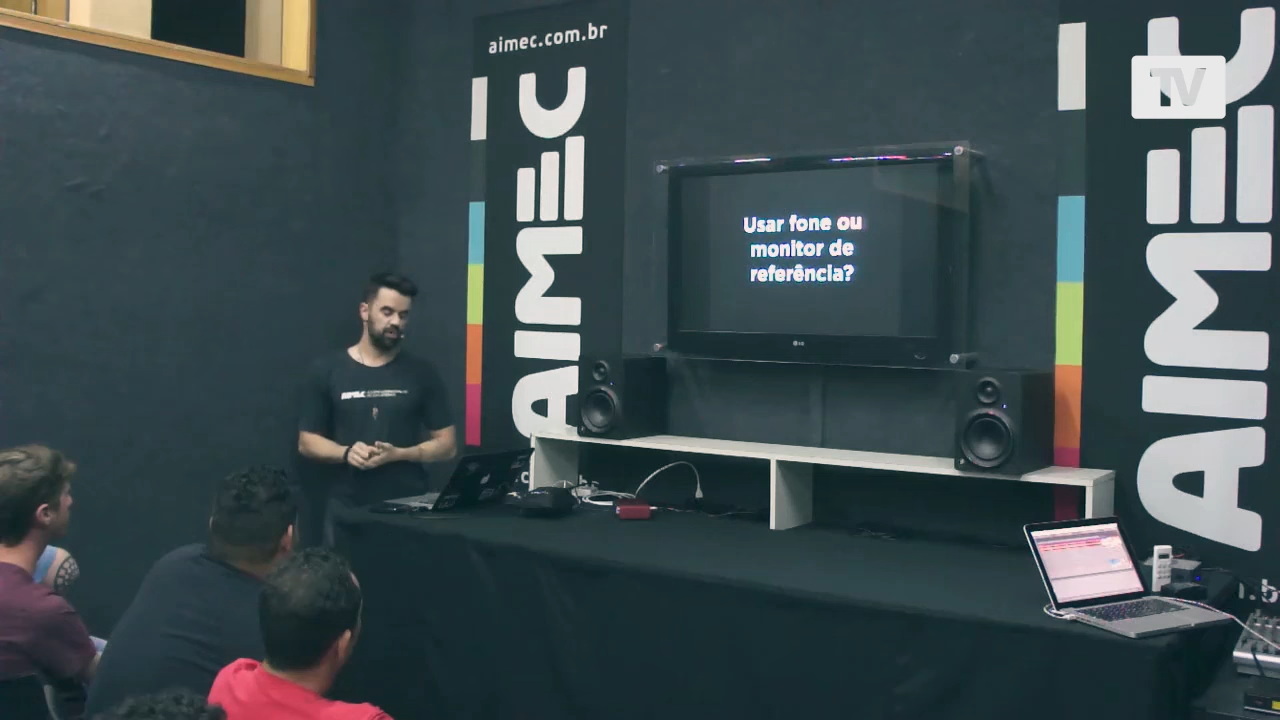 aimec.com.br
AIMEC
TV
AIMEC
Usar fone ou
monitor de
referência?
LG